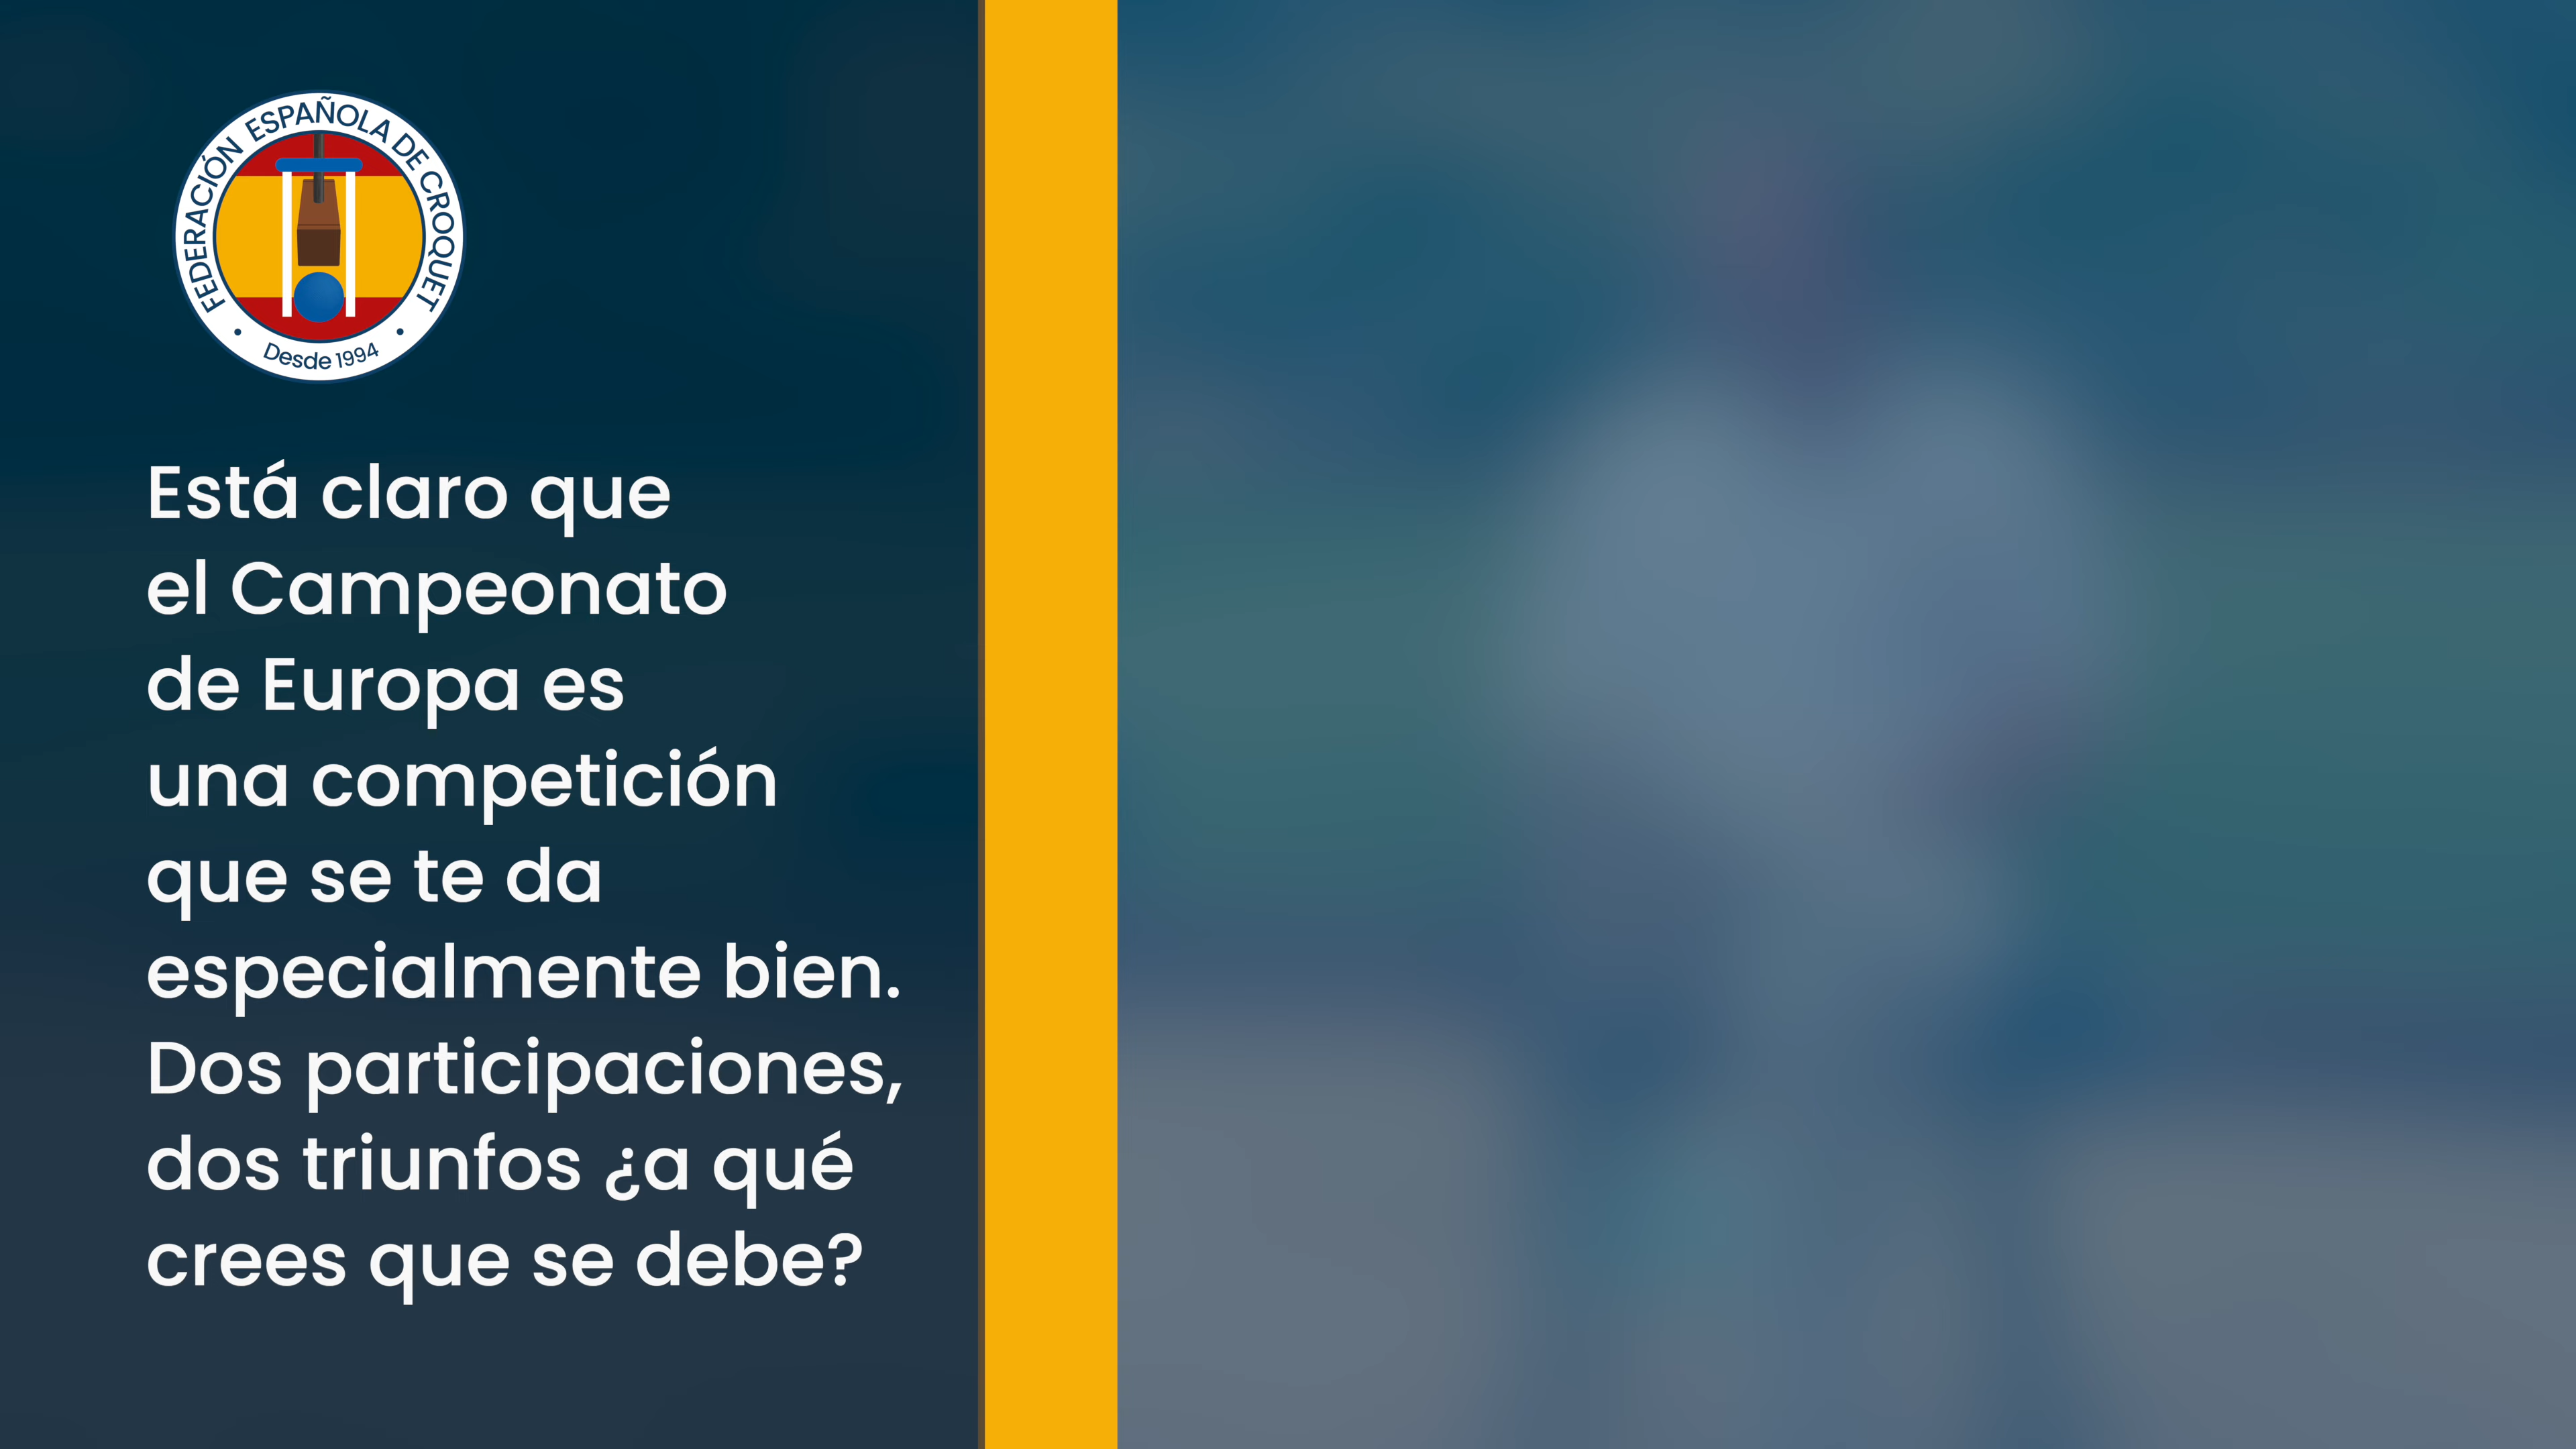 FEDERACIÓN ESPAÑOLA DE CROQUET
Desde 1994
Está claro que
el Campeonato
de Europa es
una competición
que se te da
especialmente bien.
Dos participaciones,
dos triunfos ¿a qué
crees que se debe?